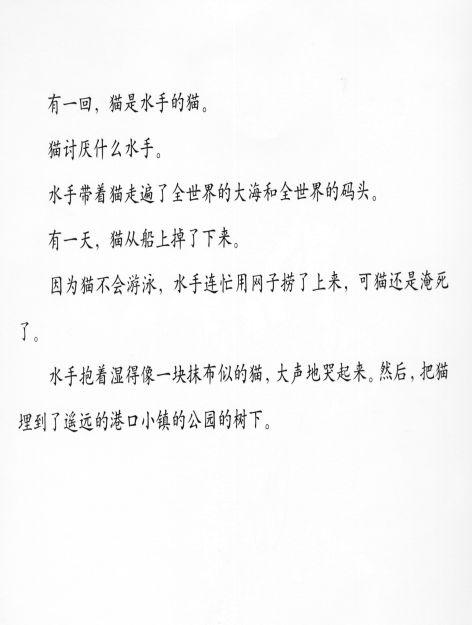 有一回，猫是水手的猫。
猫讨厌什么水手。
水手带着猫走遍了全世界的大海和全世界的码头。
有一天，猫从船上掉了下来。
因为猫不会游泳，水手连忙用网子捞了上来，可猫还是淹死
了。
水手抱着湿得像一块抹布似的猫，大声地哭起来。然后，把猫
埋到了遥远的港口小镇的公园的树下。